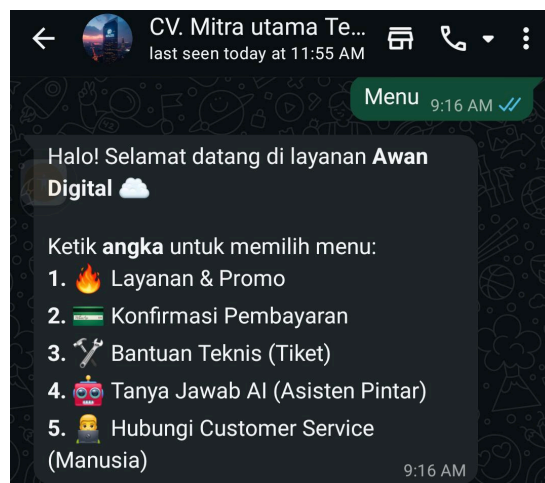 CV. Mitra utama Te...
last seen today at 11:55 AM
Menu 9:16 AM
Halo! Selamat datang di layanan Awan
Digital ☁️
Ketik angka untuk memilih menu:
1. 🔥 Layanan & Promo
2. 💳 Konfirmasi Pembayaran
3. 🛠️ Bantuan Teknis (Tiket)
4. 🤖 Tanya Jawab AI (Asisten Pintar)
5. 👨‍💻 Hubungi Customer Service
(Manusia)
9:16 AM